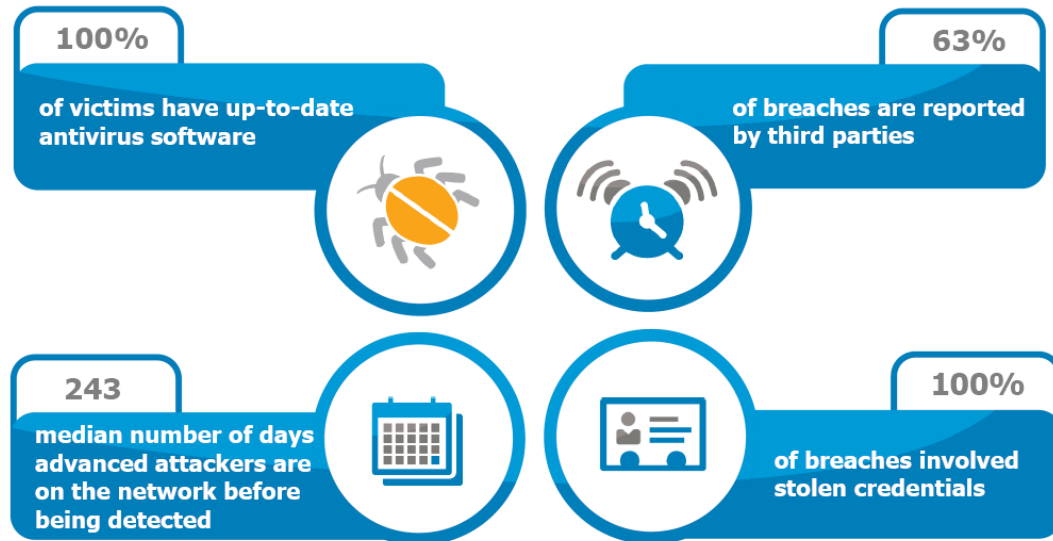 100%
of victims have up-to-date
antivirus software
63%
of breaches are reported
by third parties
243
median number of days
advanced attackers are
on the network before
being detected
100%
of breaches involved
stolen credentials